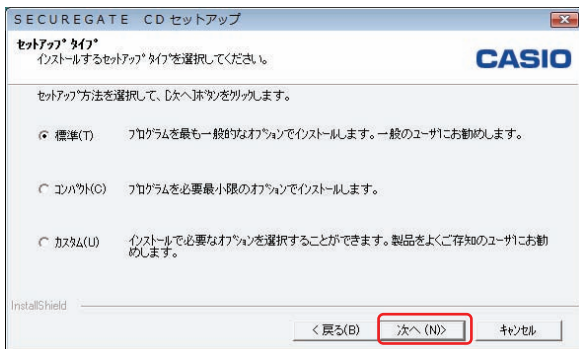 SECUREGATE CDセットアップ
セットアップ タイプ
インストールするセットアップ タイプを選択してください。
CASIO
セットアップ方法を選択して、[次へ]ボタンをクリックします。
標準(T)
プログラムを最も一般的なオプションでインストールします。一般のユーザにお勧めします。
コンパクト(C)
プログラムを必要最小限のオプションでインストールします。
カスタム(U)
インストールで必要なオプションを選択することができます。製品をよくご存知のユーザにお勧
めします。
InstallShield
< 戻る(B)
次へ (N)>
キャンセル